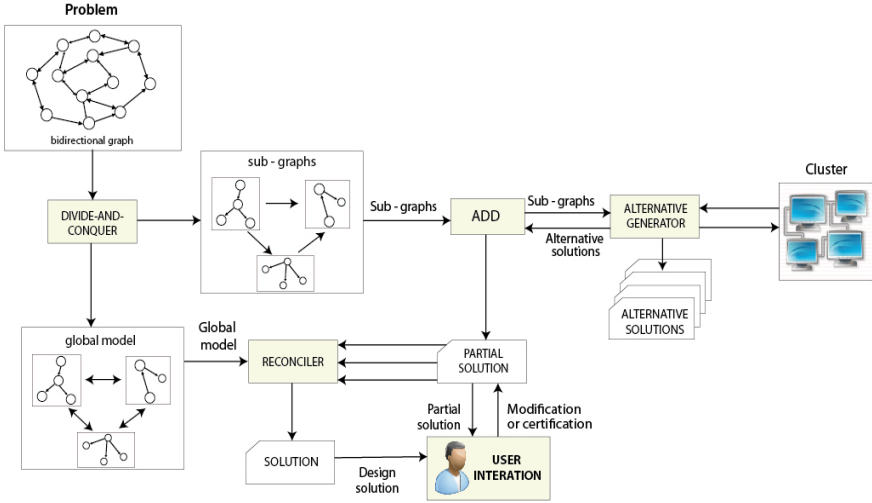 Problem
bidirectional graph
sub - graphs
Cluster
DIVIDE-AND-
CONQUER
Sub - graphs
ADD
Sub - graphs
Alternative
solutions
ALTERNATIVE
GENERATOR
ALTERNATIVE
SOLUTIONS
global model
Global
model
RECONCILER
PARTIAL
SOLUTION
Partial
solution
Modification
or certification
SOLUTION
Design
solution
USER
INTERATION